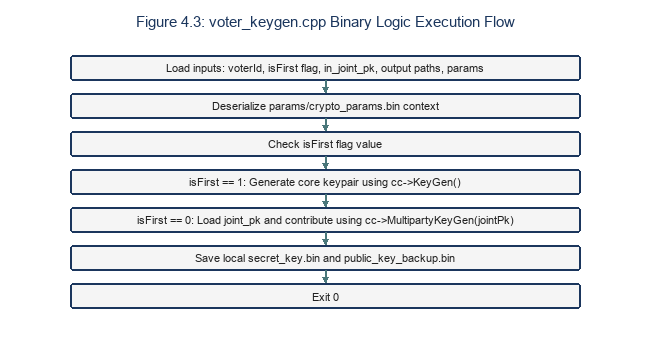 Figure 4.3: voter_keygen.cpp Binary Logic Execution Flow
Load inputs: voterId, isFirst flag, in_joint_pk, output paths, params
Deserialize params/crypto_params.bin context
Check isFirst flag value
isFirst == 1: Generate core keypair using cc->KeyGen()
isFirst == 0: Load joint_pk and contribute using cc->MultipartyKeyGen(jointPk)
Save local secret_key.bin and public_key_backup.bin
Exit 0